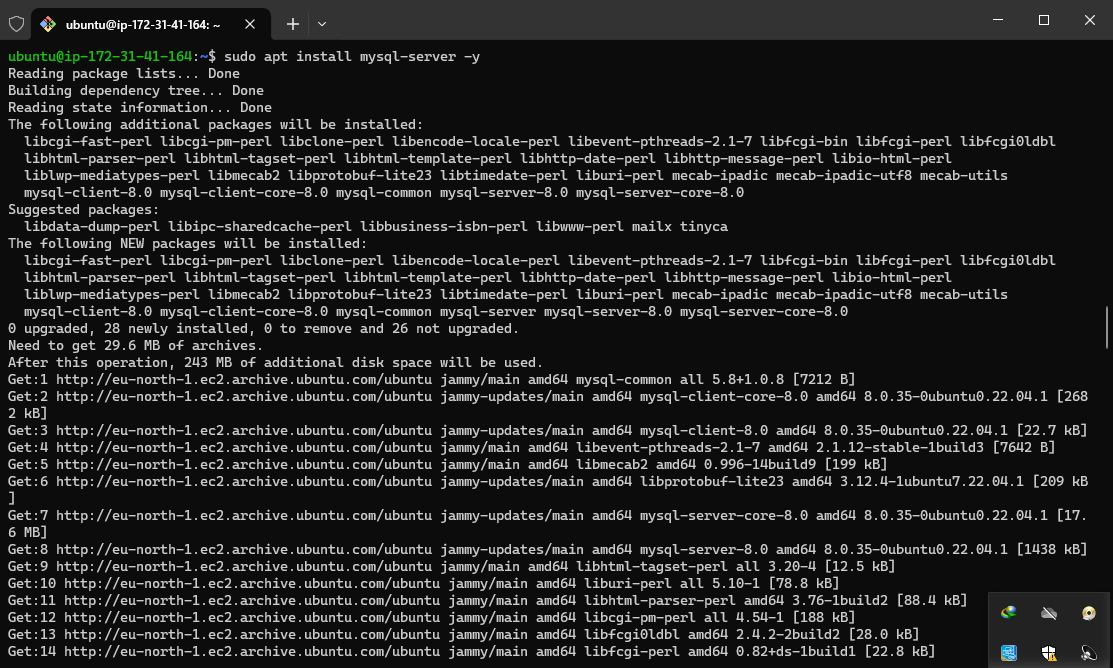 ubuntu@ip-172-31-41-164: ~
ubuntu@ip-172-31-41-164:~$ sudo apt install mysql-server -y
Reading package lists... Done
Building dependency tree... Done
Reading state information... Done
The following additional packages will be installed:
  libcgi-fast-perl libcgi-pm-perl libclone-perl libencode-locale-perl libevent-pthreads-2.1-7 libfcgi-bin libfcgi-perl libfcgi0ldbl
  libhtml-parser-perl libhtml-tagset-perl libhtml-template-perl libhttp-date-perl libhttp-message-perl libio-html-perl
  liblwp-mediatypes-perl libmecab2 libprotobuf-lite23 libtimedate-perl liburi-perl mecab-ipadic mecab-ipadic-utf8 mecab-utils
  mysql-client-8.0 mysql-client-core-8.0 mysql-common mysql-server-8.0 mysql-server-core-8.0
Suggested packages:
  libdata-dump-perl libipc-sharedcache-perl libbusiness-isbn-perl libwww-perl mailx tinyca
The following NEW packages will be installed:
  libcgi-fast-perl libcgi-pm-perl libclone-perl libencode-locale-perl libevent-pthreads-2.1-7 libfcgi-bin libfcgi-perl libfcgi0ldbl
  libhtml-parser-perl libhtml-tagset-perl libhtml-template-perl libhttp-date-perl libhttp-message-perl libio-html-perl
  liblwp-mediatypes-perl libmecab2 libprotobuf-lite23 libtimedate-perl liburi-perl mecab-ipadic mecab-ipadic-utf8 mecab-utils
  mysql-client-8.0 mysql-client-core-8.0 mysql-common mysql-server mysql-server-8.0 mysql-server-core-8.0
0 upgraded, 28 newly installed, 0 to remove and 26 not upgraded.
Need to get 29.6 MB of archives.
After this operation, 243 MB of additional disk space will be used.
Get:1 http://eu-north-1.ec2.archive.ubuntu.com/ubuntu jammy/main amd64 mysql-common all 5.8+1.0.8 [7212 B]
Get:2 http://eu-north-1.ec2.archive.ubuntu.com/ubuntu jammy-updates/main amd64 mysql-client-core-8.0 amd64 8.0.35-0ubuntu0.22.04.1 [268
2 kB]
Get:3 http://eu-north-1.ec2.archive.ubuntu.com/ubuntu jammy-updates/main amd64 mysql-client-8.0 amd64 8.0.35-0ubuntu0.22.04.1 [22.7 kB]
Get:4 http://eu-north-1.ec2.archive.ubuntu.com/ubuntu jammy/main amd64 libevent-pthreads-2.1-7 amd64 2.1.12-stable-1build3 [7642 B]
Get:5 http://eu-north-1.ec2.archive.ubuntu.com/ubuntu jammy/main amd64 libmecab2 amd64 0.996-14build9 [199 kB]
Get:6 http://eu-north-1.ec2.archive.ubuntu.com/ubuntu jammy-updates/main amd64 libprotobuf-lite23 amd64 3.12.4-1ubuntu7.22.04.1 [209 kB
]
Get:7 http://eu-north-1.ec2.archive.ubuntu.com/ubuntu jammy-updates/main amd64 mysql-server-core-8.0 amd64 8.0.35-0ubuntu0.22.04.1 [17.
6 MB]
Get:8 http://eu-north-1.ec2.archive.ubuntu.com/ubuntu jammy-updates/main amd64 mysql-server-8.0 amd64 8.0.35-0ubuntu0.22.04.1 [1438 kB]
Get:9 http://eu-north-1.ec2.archive.ubuntu.com/ubuntu jammy/main amd64 libhtml-tagset-perl all 3.20-4 [12.5 kB]
Get:10 http://eu-north-1.ec2.archive.ubuntu.com/ubuntu jammy/main amd64 liburi-perl all 5.10-1 [78.8 kB]
Get:11 http://eu-north-1.ec2.archive.ubuntu.com/ubuntu jammy/main amd64 libhtml-parser-perl amd64 3.76-1build2 [88.4 kB]
Get:12 http://eu-north-1.ec2.archive.ubuntu.com/ubuntu jammy/main amd64 libcgi-pm-perl all 4.54-1 [188 kB]
Get:13 http://eu-north-1.ec2.archive.ubuntu.com/ubuntu jammy/main amd64 libfcgi0ldbl amd64 2.4.2-2build2 [28.0 kB]
Get:14 http://eu-north-1.ec2.archive.ubuntu.com/ubuntu jammy/main amd64 libfcgi-perl amd64 0.82+ds-1build1 [22.8 kB]